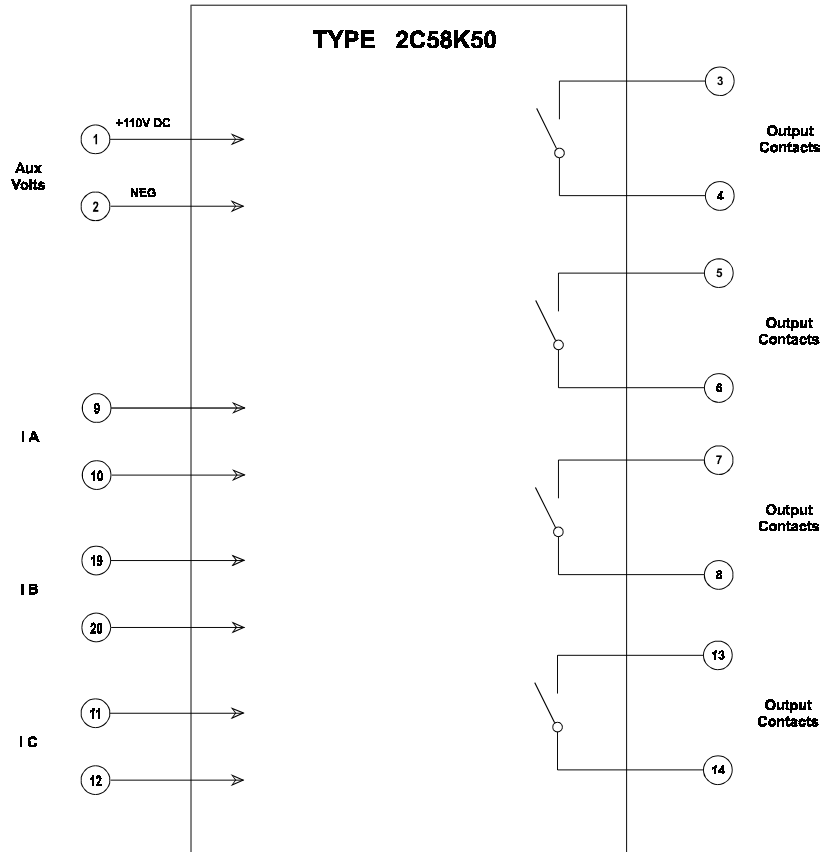 TYPE 2C58K50
1
+110V DC
Aux
Volts
2
NEG
9
I A
10
19
I B
20
11
I C
12
3
Output
Contacts
4
5
Output
Contacts
6
7
Output
Contacts
8
13
Output
Contacts
14